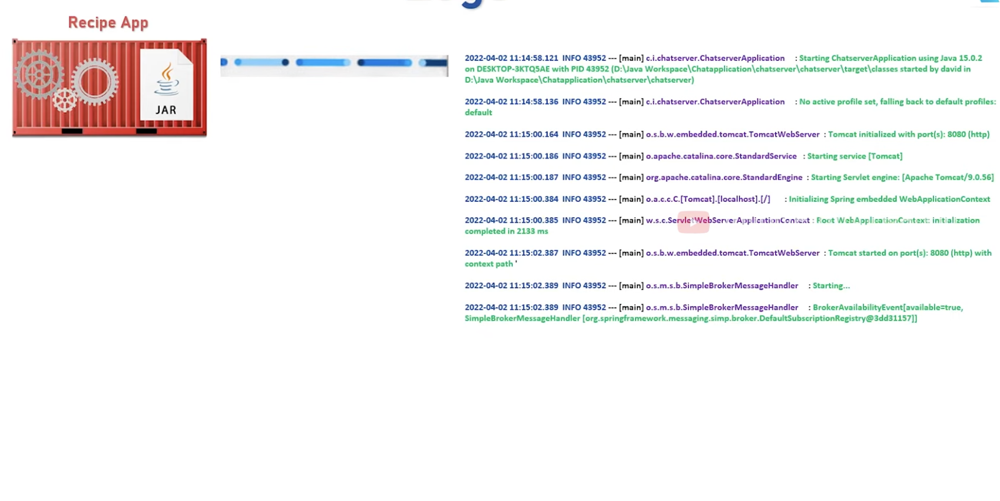 Recipe App
JAR
2022-04-02 11:14:58.121 INFO 43952 --- [main] c.i.chatserver.ChatserverApplication : Starting ChatserverApplication using Java 15.0.2
on DESKTOP-3KTQ5AE with PID 43952 (D:\Java Workspace\Chatapplication\chatserver\chatserver\target\classes started by david in
D:\Java Workspace\Chatapplication\chatserver\chatserver)
2022-04-02 11:14:58.136 INFO 43952 --- [main] c.i.chatserver.ChatserverApplication : No active profile set, falling back to default profiles:
default
2022-04-02 11:15:00.164 INFO 43952 --- [main] o.s.b.w.embedded.tomcat.TomcatWebServer : Tomcat initialized with port(s): 8080 (http)
2022-04-02 11:15:00.186 INFO 43952 --- [main] o.apache.catalina.core.StandardService : Starting service [Tomcat]
2022-04-02 11:15:00.187 INFO 43952 --- [main] org.apache.catalina.core.StandardEngine : Starting Servlet engine: [Apache Tomcat/9.0.56]
2022-04-02 11:15:00.384 INFO 43952 --- [main] o.a.c.c.C.[Tomcat].[localhost].[/] : Initializing Spring embedded WebApplicationContext
2022-04-02 11:15:00.385 INFO 43952 --- [main] w.s.c.ServletWebServerApplicationContext : Root WebApplicationContext: initialization
completed in 2133 ms
2022-04-02 11:15:02.387 INFO 43952 --- [main] o.s.b.w.embedded.tomcat.TomcatWebServer : Tomcat started on port(s): 8080 (http) with
context path '
2022-04-02 11:15:02.389 INFO 43952 --- [main] o.s.m.s.b.SimpleBrokerMessageHandler : Starting...
2022-04-02 11:15:02.389 INFO 43952 --- [main] o.s.m.s.b.SimpleBrokerMessageHandler : BrokerAvailabilityEvent[available=true,
SimpleBrokerMessageHandler [org.springframework.messaging.simp.broker.DefaultSubscriptionRegistry@3dd31157]]